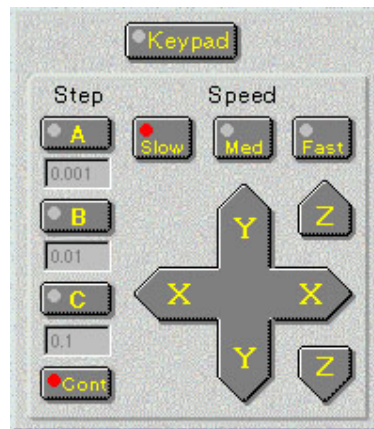 Keypad
Step Speed
A Slow Med Fast
0.001
B Y Z
0.01
C X X
0.1
Cont Y Z